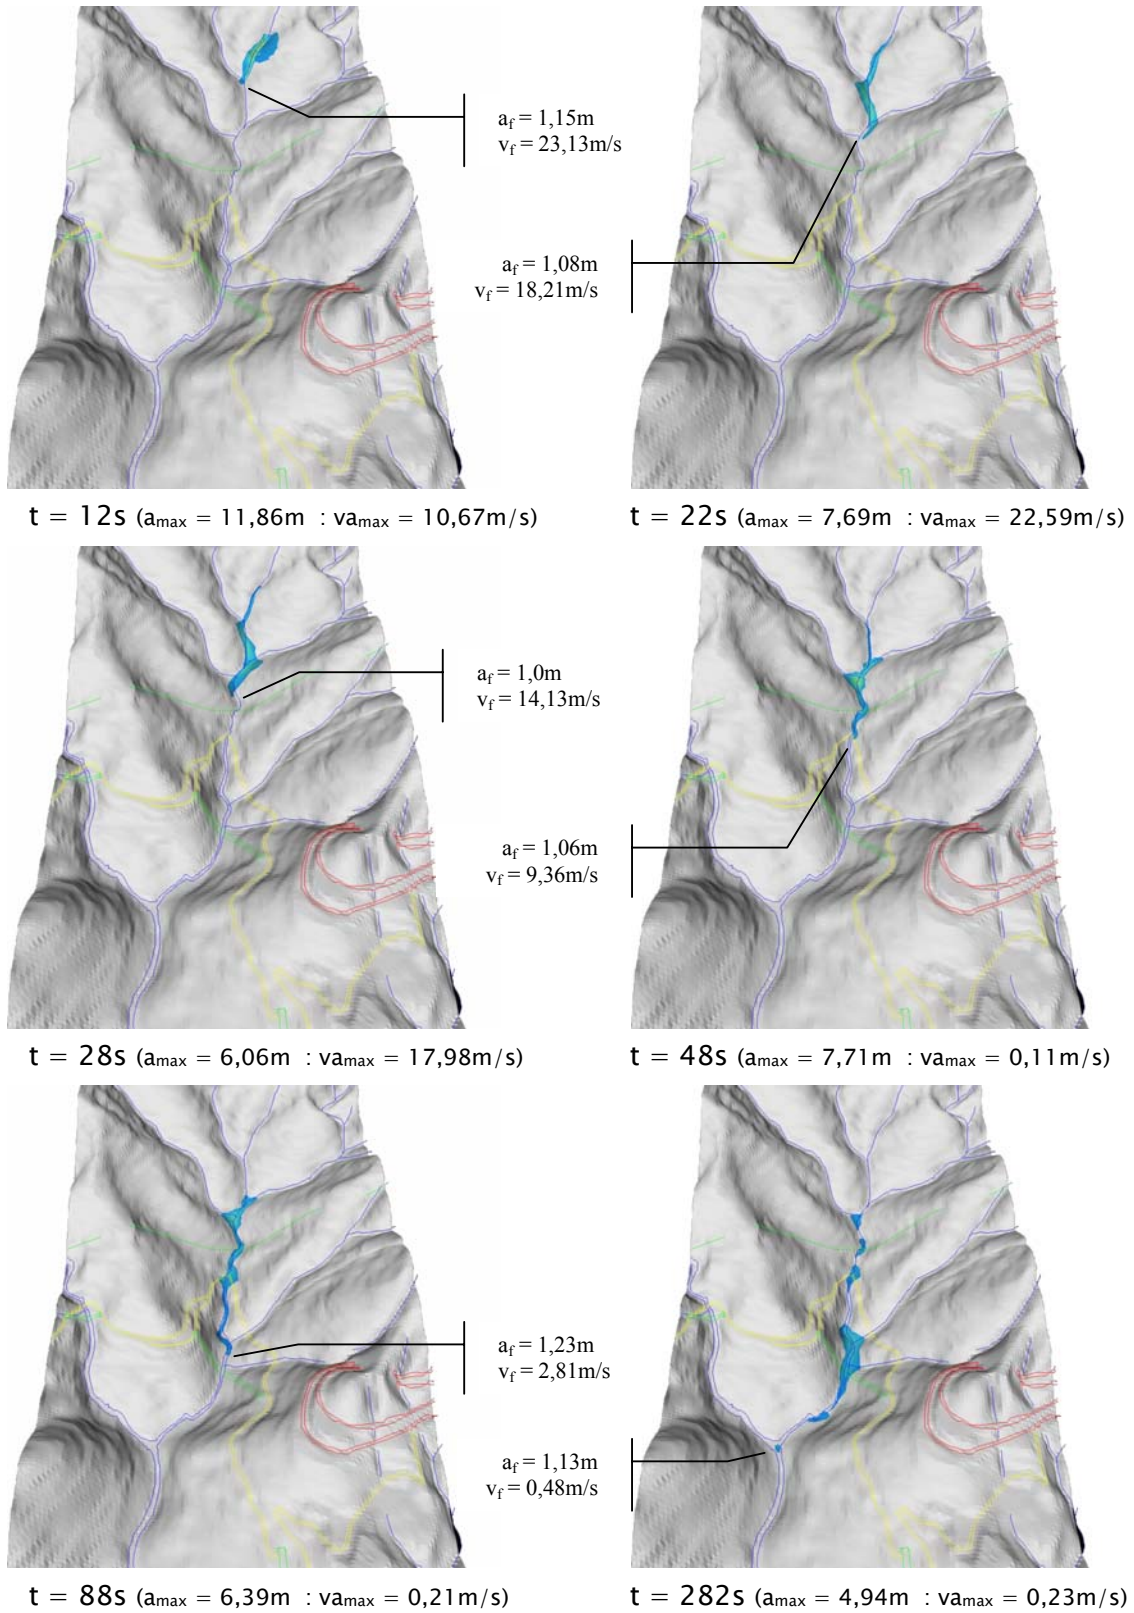 a_f = 1,15m
v_f = 23,13m/s
a_f = 1,08m
v_f = 18,21m/s
t = 12s (a_max = 11,86m : va_max = 10,67m/s)
t = 22s (a_max = 7,69m : va_max = 22,59m/s)
a_f = 1,0m
v_f = 14,13m/s
a_f = 1,06m
v_f = 9,36m/s
t = 28s (a_max = 6,06m : va_max = 17,98m/s)
t = 48s (a_max = 7,71m : va_max = 0,11m/s)
a_f = 1,23m
v_f = 2,81m/s
a_f = 1,13m
v_f = 0,48m/s
t = 88s (a_max = 6,39m : va_max = 0,21m/s)
t = 282s (a_max = 4,94m : va_max = 0,23m/s)